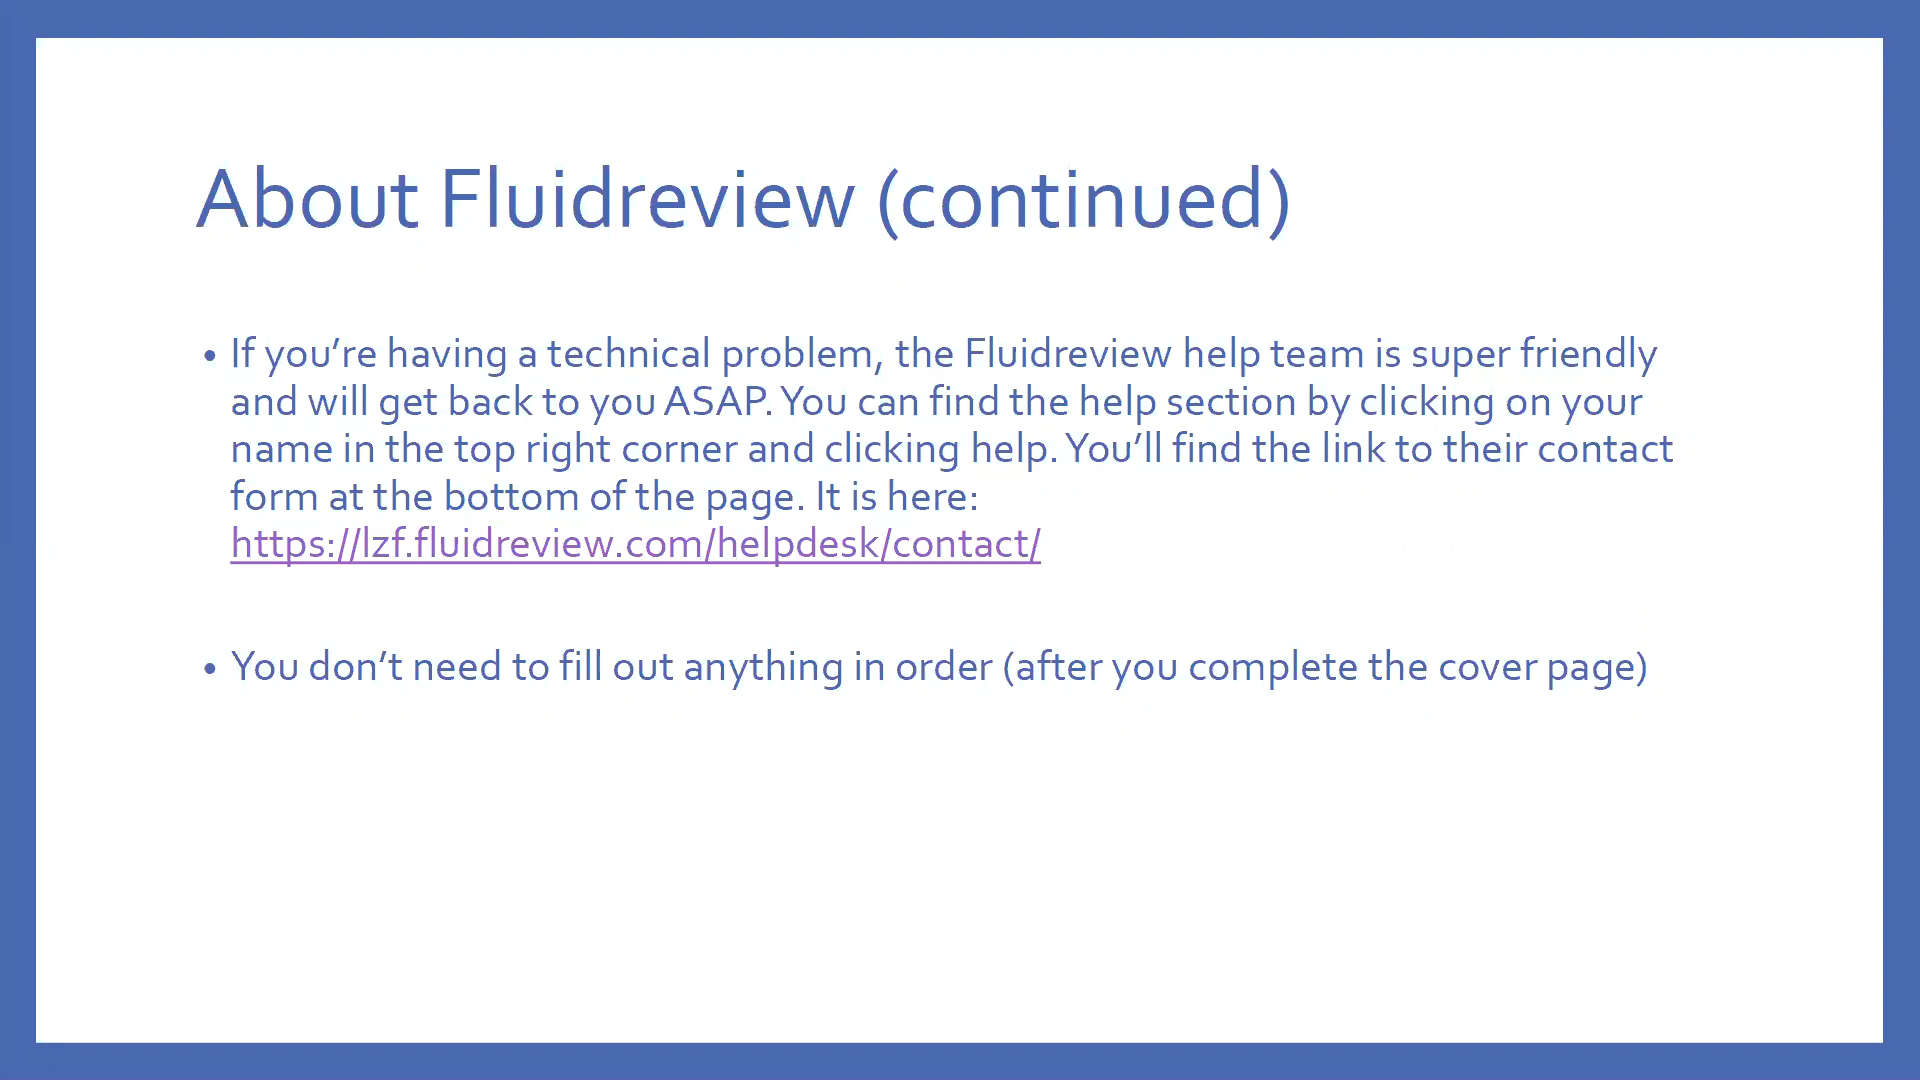 About Fluidreview (continued)
• If you’re having a technical problem, the Fluidreview help team is super friendly
and will get back to you ASAP. You can find the help section by clicking on your
name in the top right corner and clicking help. You’ll find the link to their contact
form at the bottom of the page. It is here:
https://lzf.fluidreview.com/helpdesk/contact/
• You don’t need to fill out anything in order (after you complete the cover page)